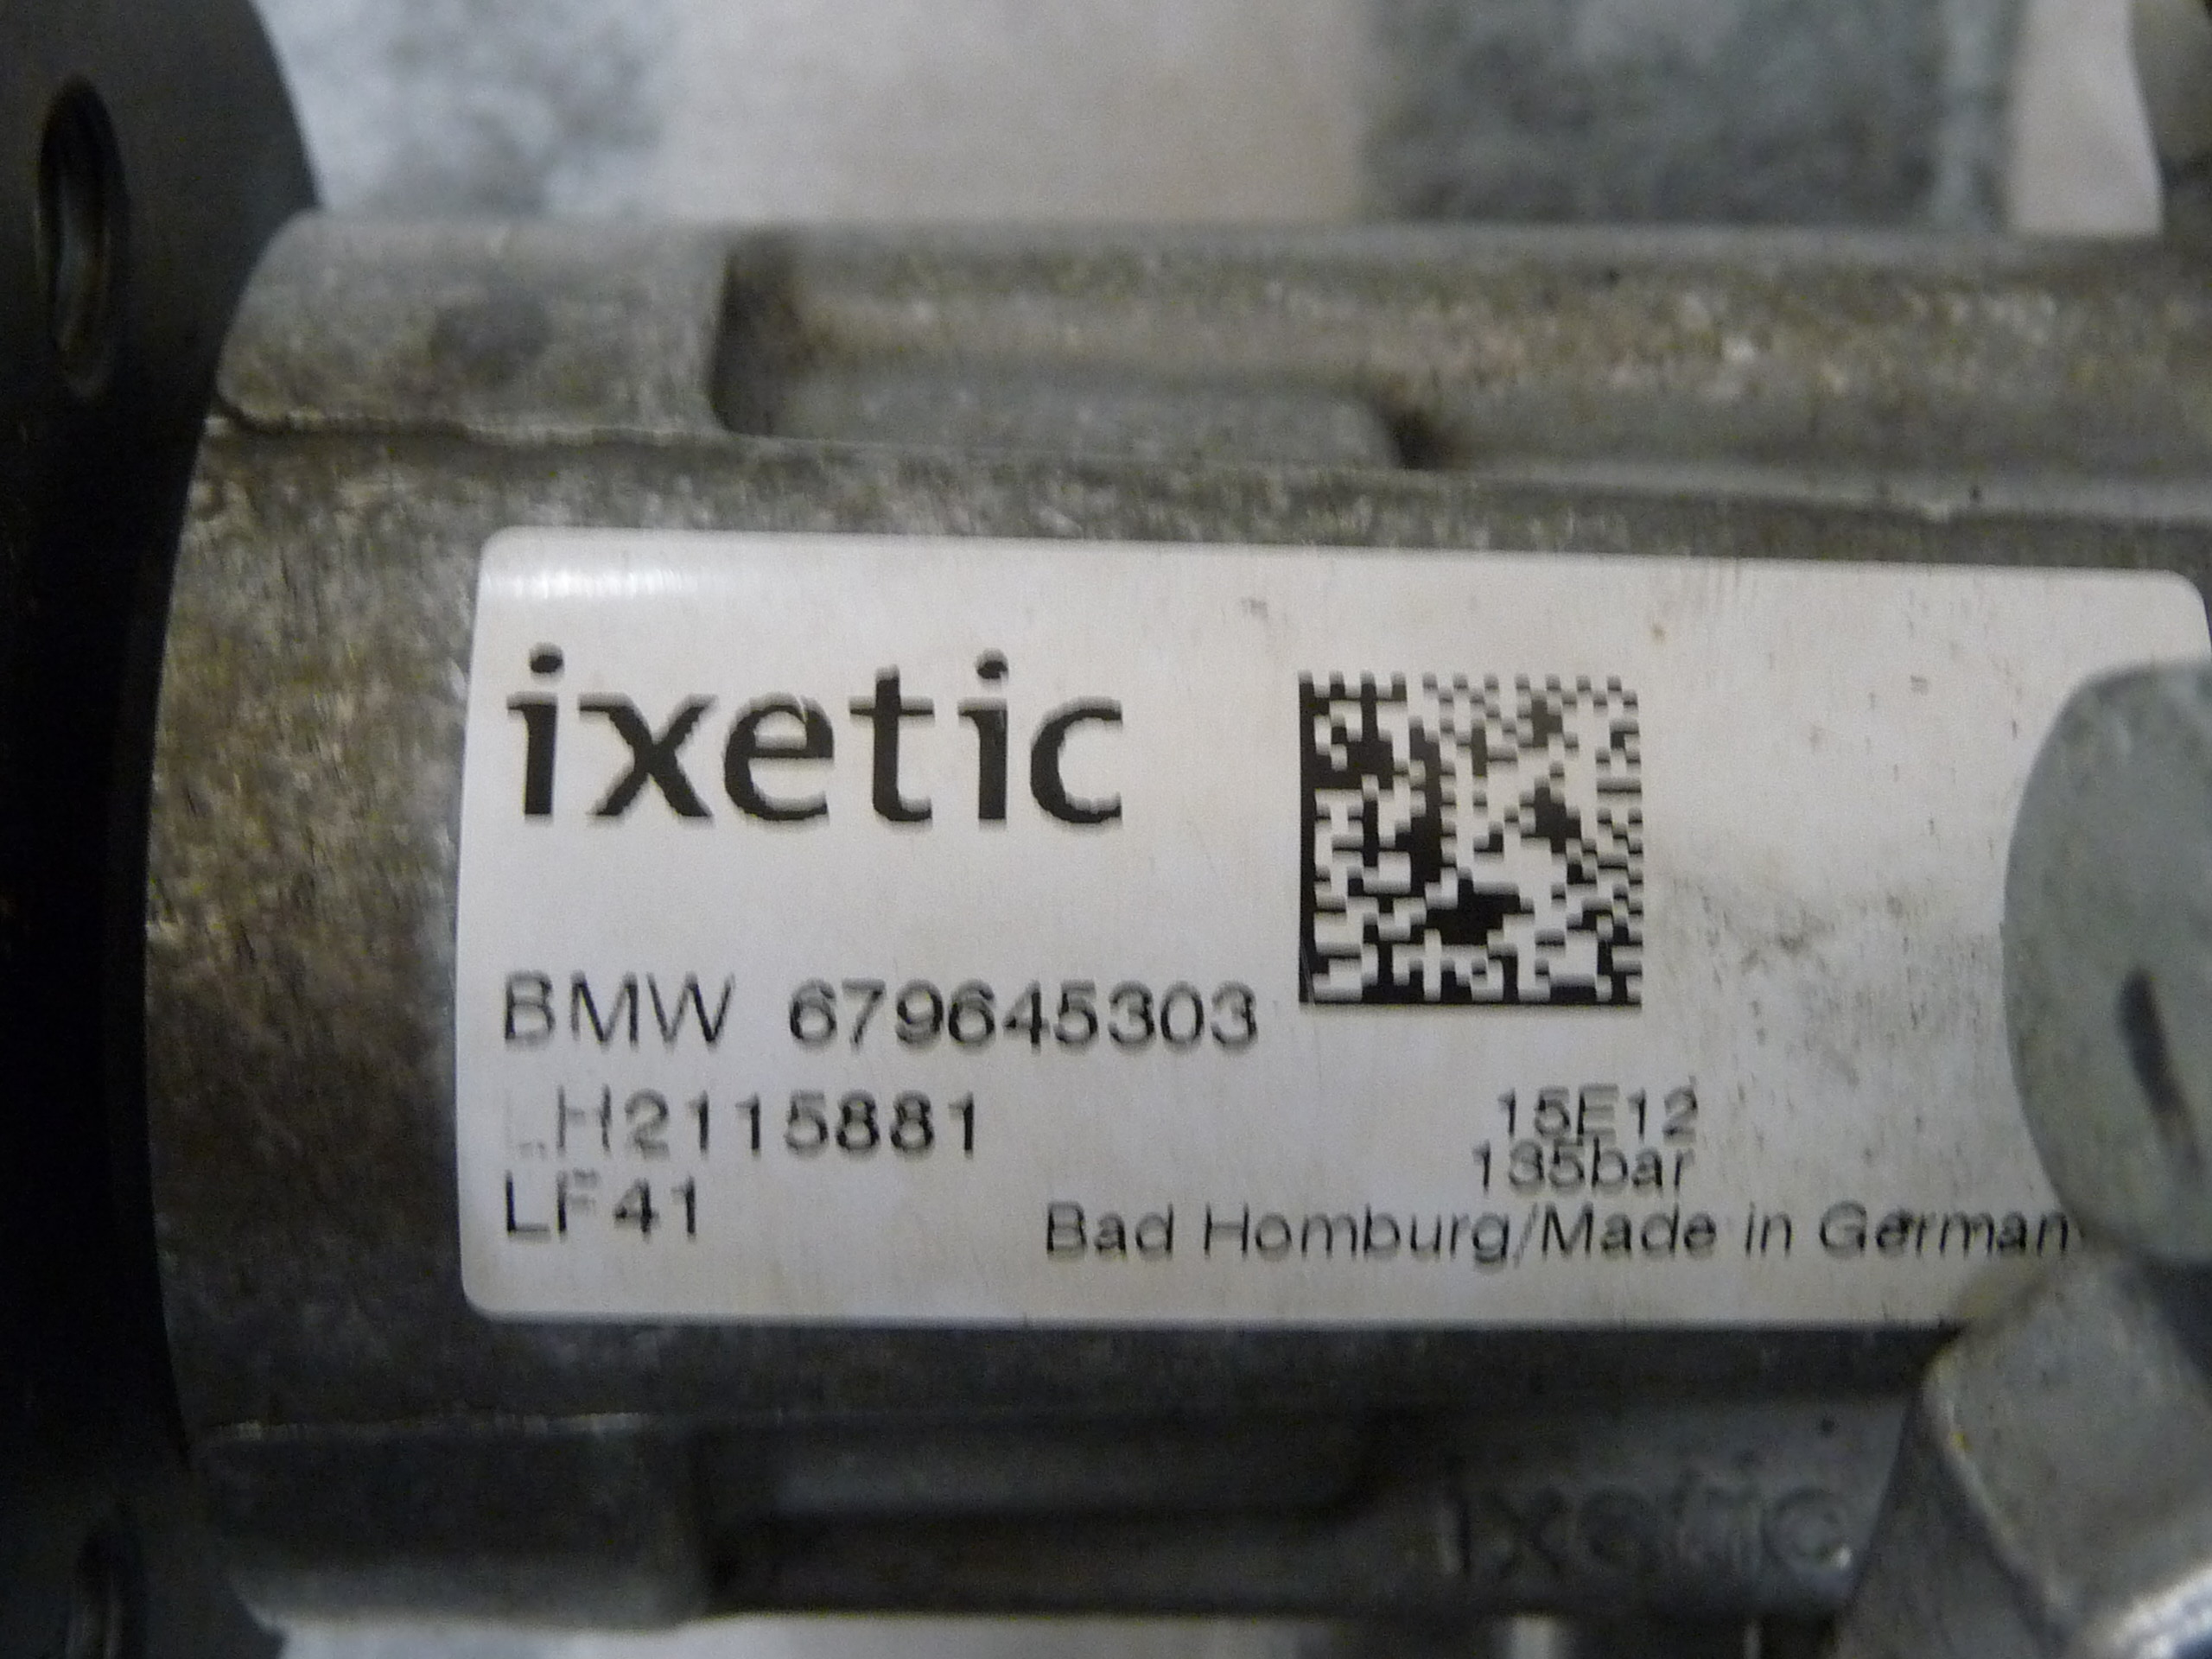 ixetic
BMW 679645303
LH2115881
15E12
LF41
135bar
Bad Homburg/Made in German
ixetic